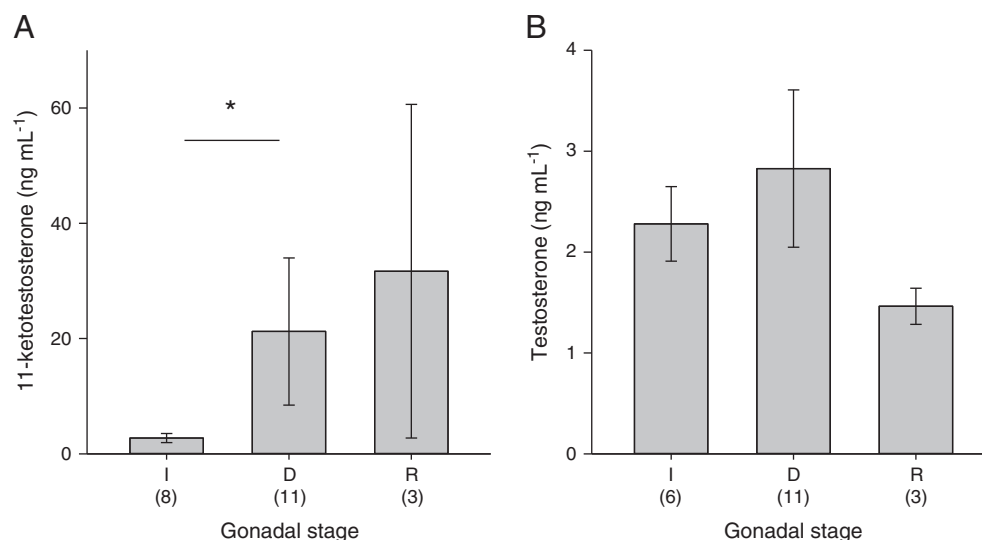 A
11-ketotestosterone (ng mL⁻¹)
60
40
20
0
*
I D R
(8) (11) (3)
Gonadal stage
B
Testosterone (ng mL⁻¹)
4
3
2
1
0
I D R
(6) (11) (3)
Gonadal stage